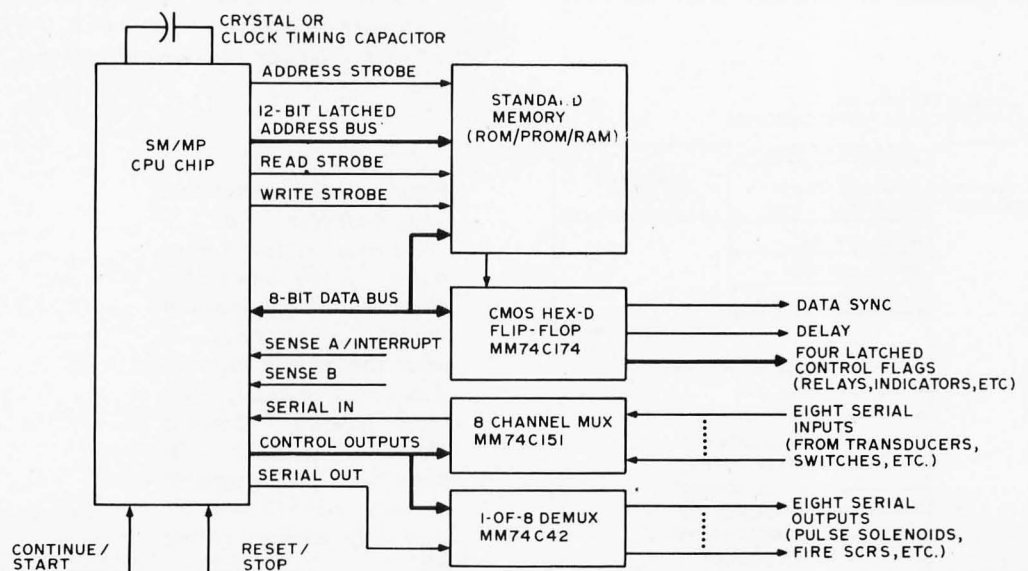 CRYSTAL OR
CLOCK TIMING CAPACITOR
SM/MP
CPU CHIP
ADDRESS STROBE
12-BIT LATCHED
ADDRESS BUS
READ STROBE
WRITE STROBE
8-BIT DATA BUS
SENSE A/INTERRUPT
SENSE B
SERIAL IN
CONTROL OUTPUTS
SERIAL OUT
CONTINUE/
START
RESET/
STOP
MEMORY
(ROM/PROM/RAM)
CMOS HEX-D
FLIP-FLOP
MM74C174
8 CHANNEL MUX
MM74C151
1-OF-8 DEMUX
MM74C42
DATA SYNC
DELAY
FOUR LATCHED
CONTROL FLAGS
(RELAYS,INDICATORS,ETC)
EIGHT SERIAL
INPUTS
(FROM TRANSDUCERS,
SWITCHES,ETC.)
EIGHT SERIAL
OUTPUTS
(PULSE SOLENOIDS,
FIRE SCRS,ETC.)